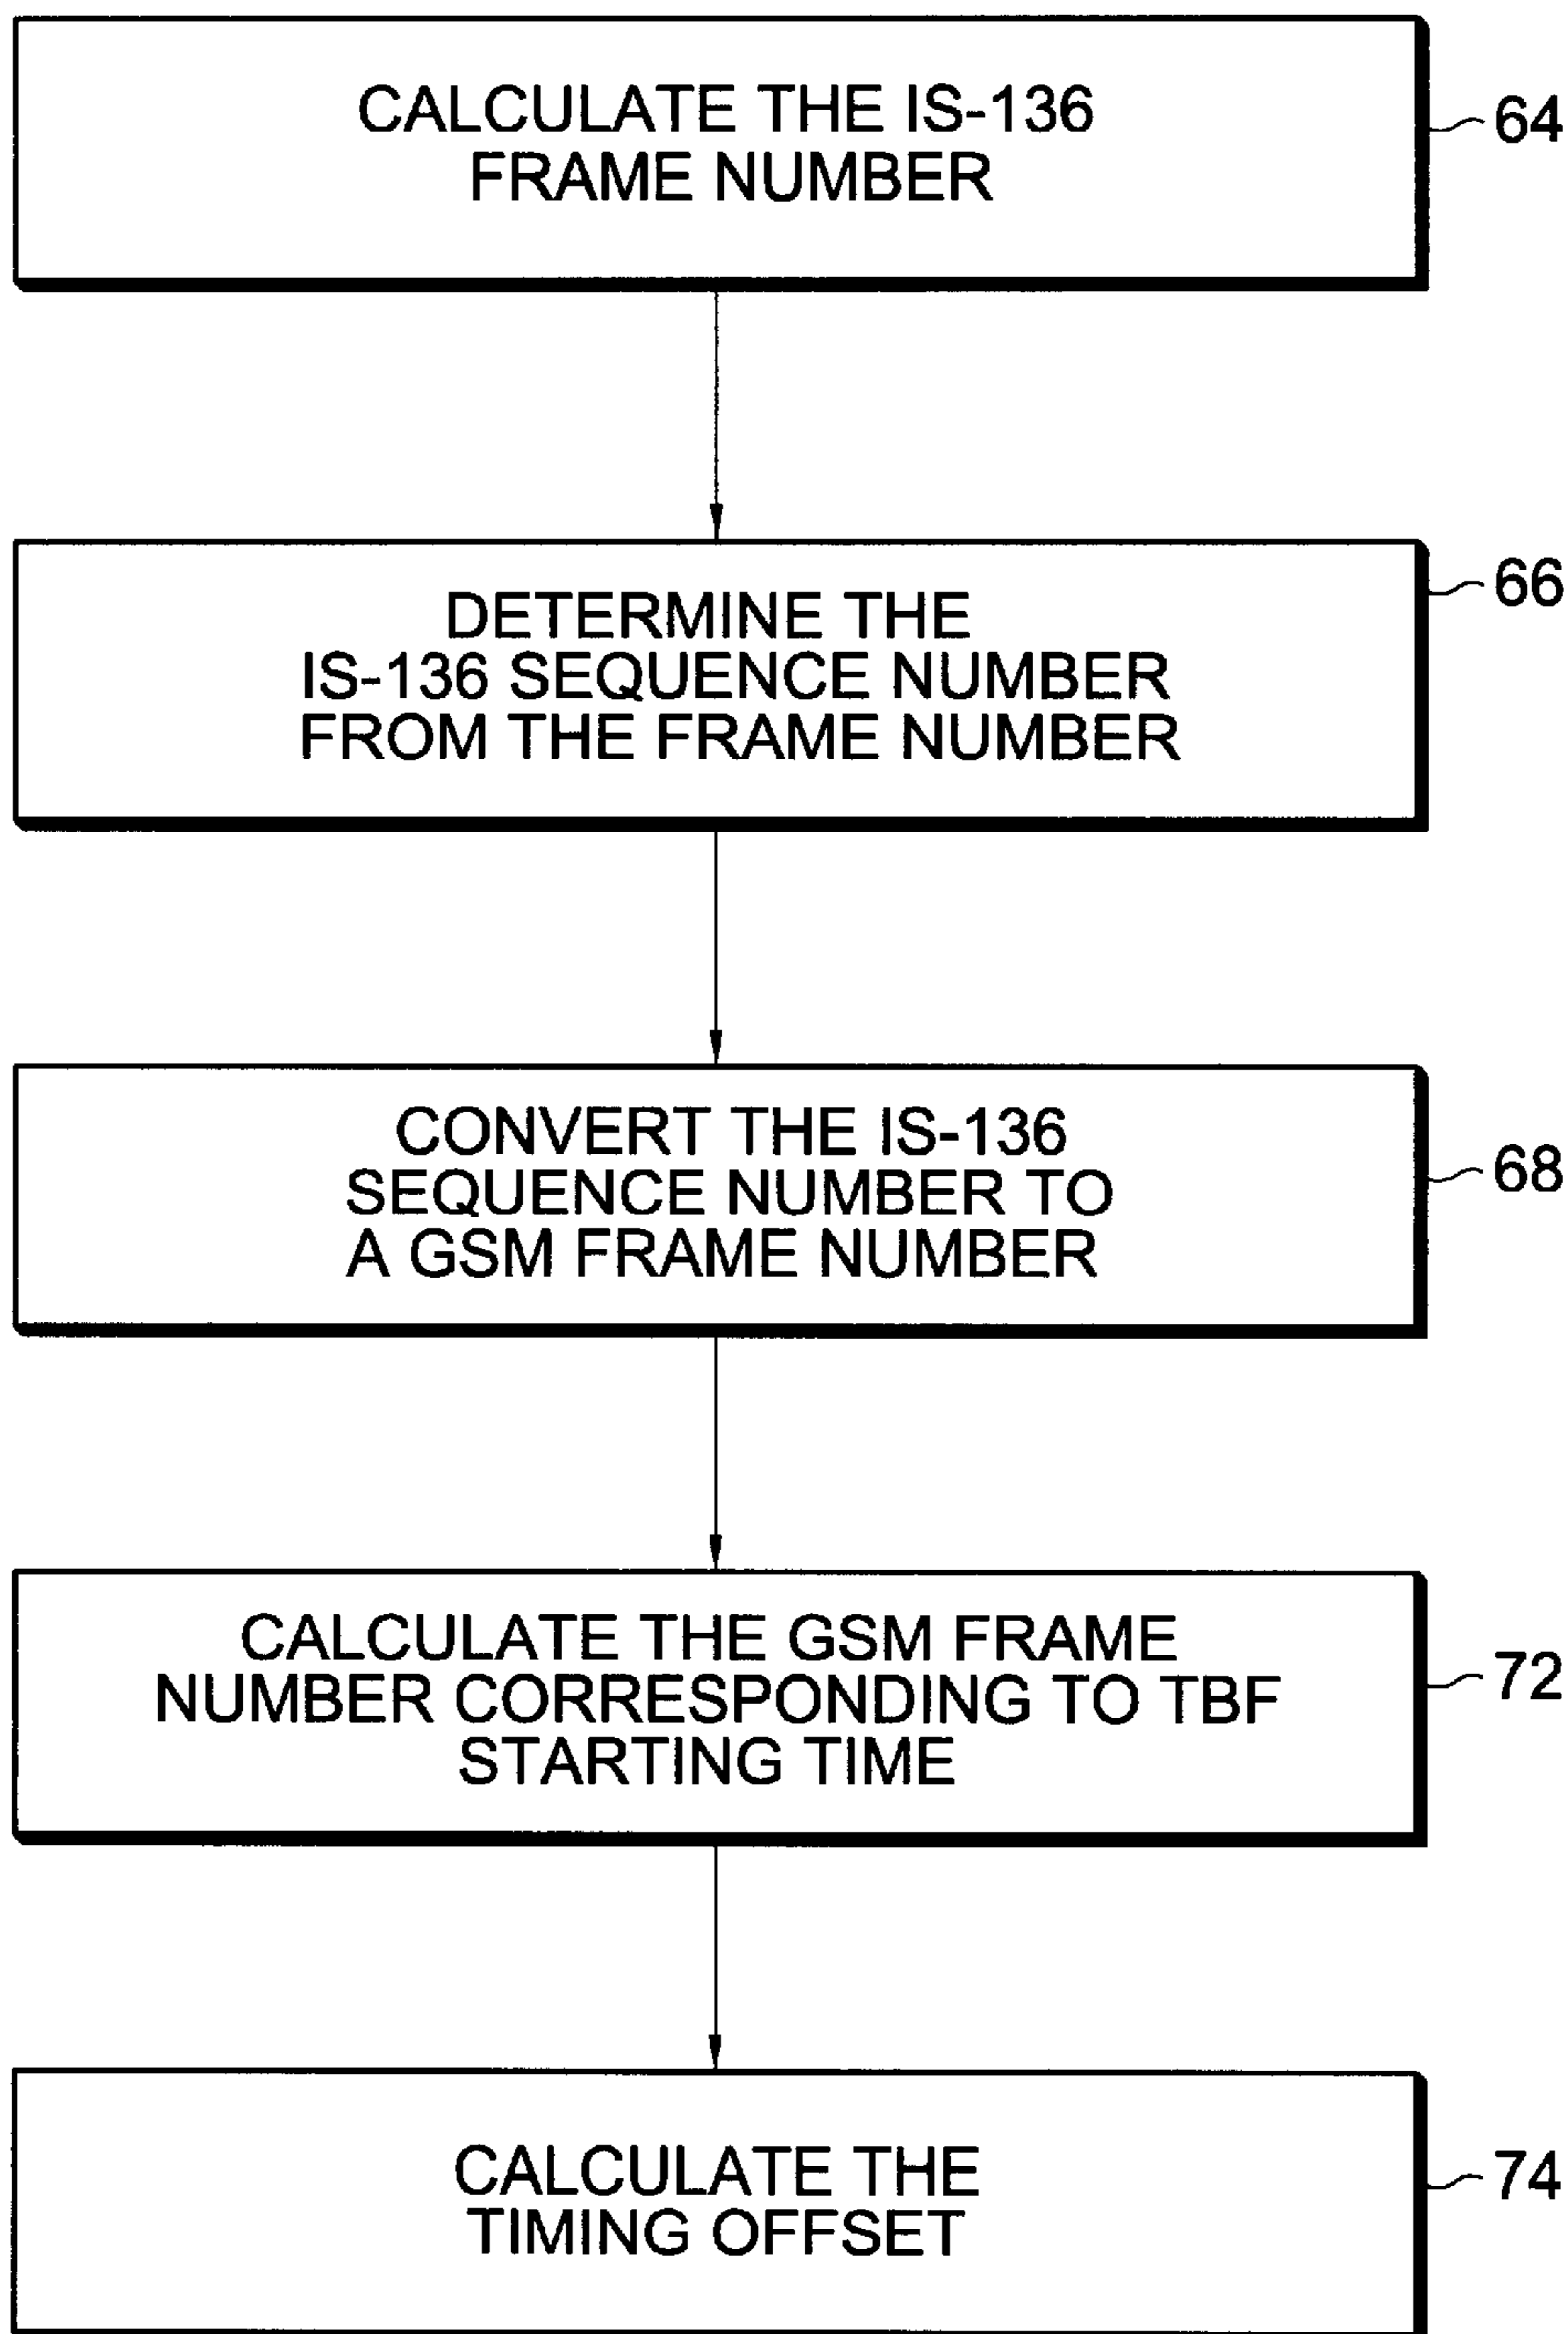 CALCULATE THE IS-136
FRAME NUMBER
64
DETERMINE THE
IS-136 SEQUENCE NUMBER
FROM THE FRAME NUMBER
66
CONVERT THE IS-136
SEQUENCE NUMBER TO
A GSM FRAME NUMBER
68
CALCULATE THE GSM FRAME
NUMBER CORRESPONDING TO TBF
STARTING TIME
72
CALCULATE THE
TIMING OFFSET
74